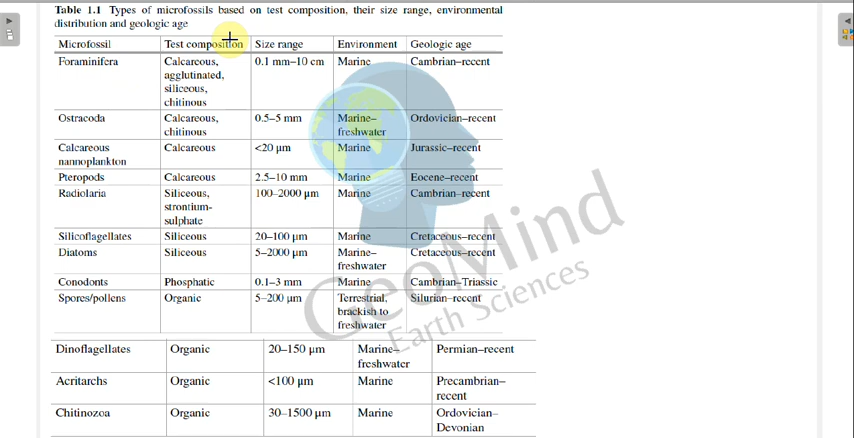 Table 1.1 Types of microfossils based on test composition, their size range, environmental
distribution and geologic age
Microfossil Test composition Size range Environment Geologic age
Foraminifera Calcareous, 0.1 mm–10 cm Marine Cambrian–recent
agglutinated,
siliceous,
chitinous
Ostracoda Calcareous, 0.5–5 mm Marine– Ordovician–recent
chitinous freshwater
Calcareous Calcareous <20 μm Marine Jurassic–recent
nannoplankton
Pteropods Calcareous 2.5–10 mm Marine Eocene–recent
Radiolaria Siliceous, 100–2000 μm Marine Cambrian–recent
strontium-
sulphate
Silicoflagellates Siliceous 20–100 μm Marine Cretaceous–recent
Diatoms Siliceous 5–2000 μm Marine– Cretaceous–recent
freshwater
Conodonts Phosphatic 0.1–3 mm Marine Cambrian–Triassic
Spores/pollens Organic 5–200 μm Terrestrial, Silurian–recent
brackish to
freshwater
Dinoflagellates Organic 20–150 μm Marine– Permian–recent
freshwater
Acritarchs Organic <100 μm Marine Precambrian–
recent
Chitinozoa Organic 30–1500 μm Marine Ordovician–
Devonian
GeoMind
Earth Sciences